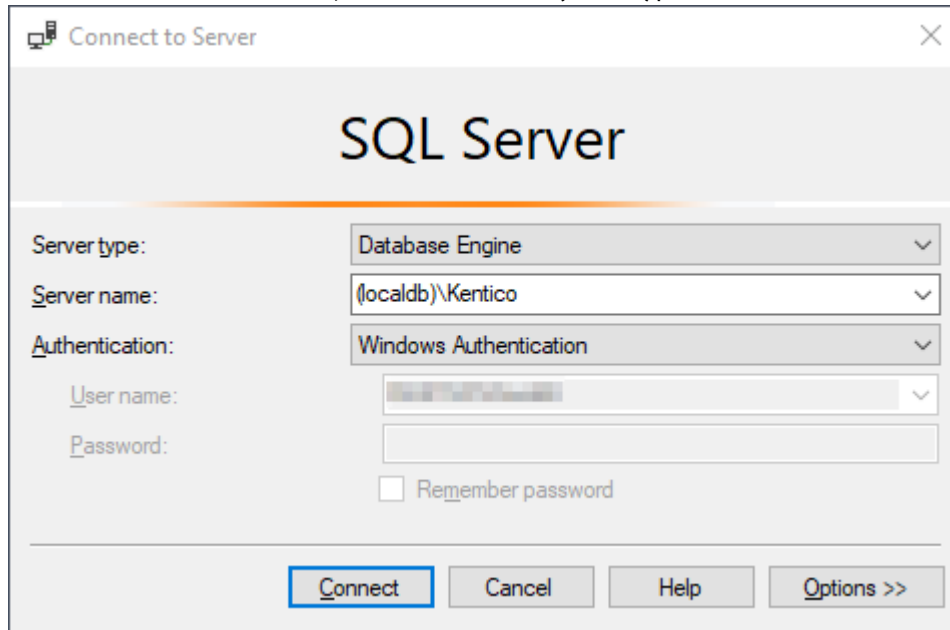 Connect to Server
SQL Server
Server type: Database Engine
Server name: (localdb)\Kentico
Authentication: Windows Authentication
User name:
Password:
Remember password
Connect Cancel Help Options >>